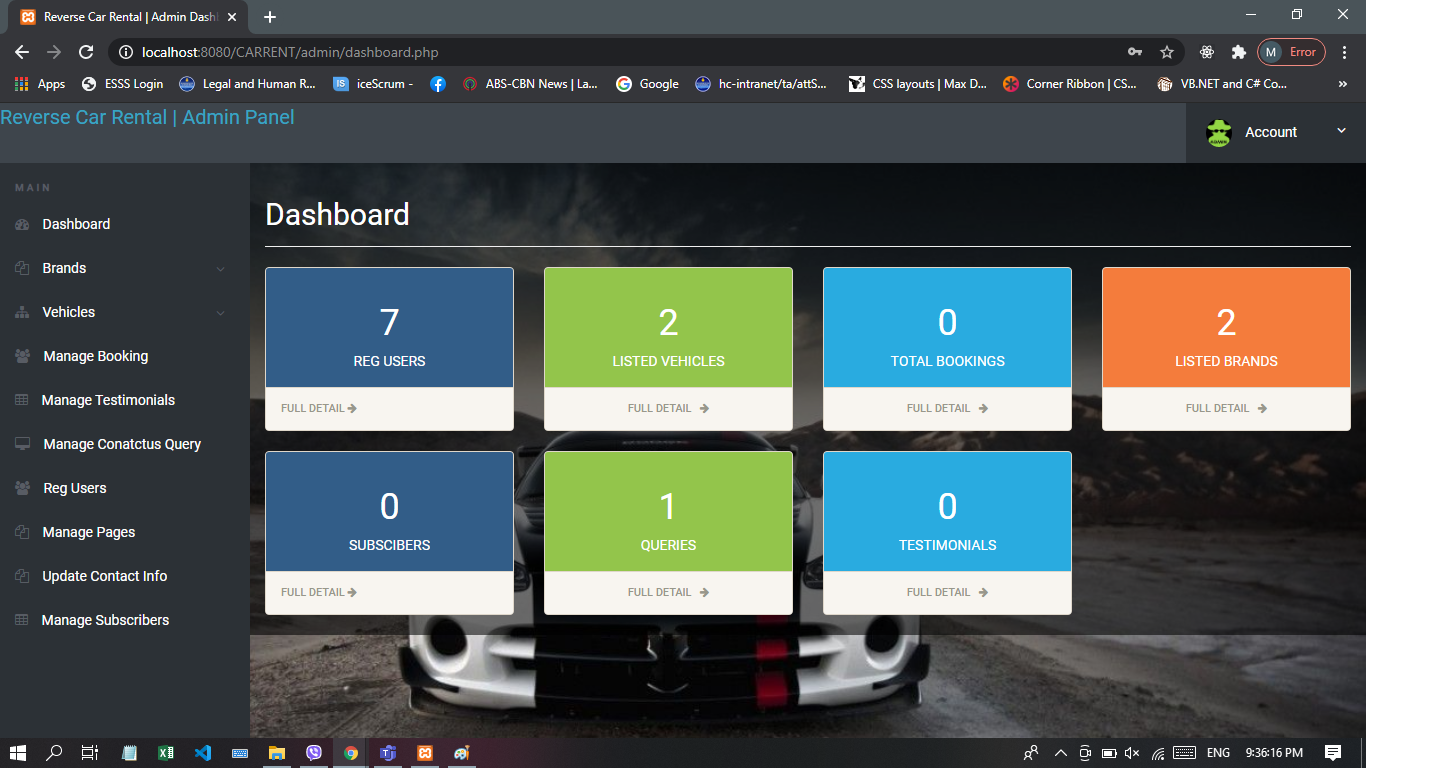 Reverse Car Rental | Admin Dash
localhost:8080/CARRENT/admin/dashboard.php
M Error
Apps ESSS Login Legal and Human R... IS iceScrum - ABS-CBN News | La... Google hc-intranet/ta/attS... CSS layouts | Max D... Corner Ribbon | CS... VB.NET and C# Co... »
Reverse Car Rental | Admin Panel
Account
MAIN
Dashboard
Brands
Vehicles
Manage Booking
Manage Testimonials
Manage Conatctus Query
Reg Users
Manage Pages
Update Contact Info
Manage Subscribers
Dashboard
7
REG USERS
FULL DETAIL
2
LISTED VEHICLES
FULL DETAIL
0
TOTAL BOOKINGS
FULL DETAIL
2
LISTED BRANDS
FULL DETAIL
0
SUBSCIBERS
FULL DETAIL
1
QUERIES
FULL DETAIL
0
TESTIMONIALS
FULL DETAIL
ENG 9:36:16 PM